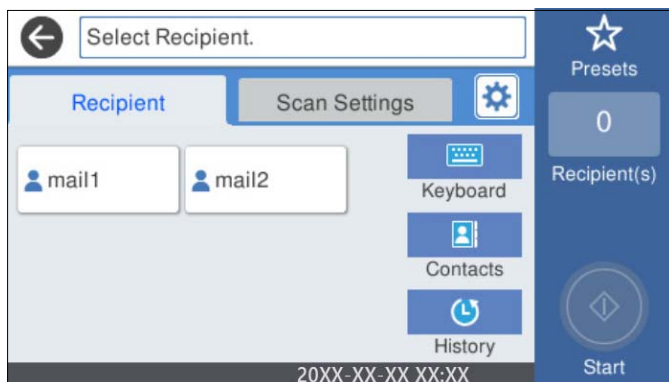 Select Recipient.
Presets
Recipient
Scan Settings
0
Recipient(s)
mail1
mail2
Keyboard
Contacts
History
Start
20XX-XX-XX XX:XX